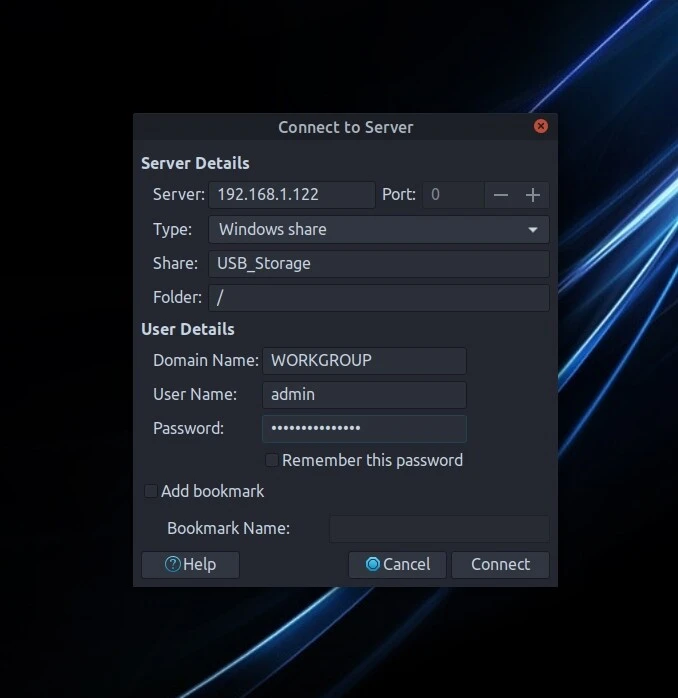 Connect to Server
Server Details
Server: 192.168.1.122 Port: 0
Type: Windows share
Share: USB_Storage
Folder: /
User Details
Domain Name: WORKGROUP
User Name: admin
Password: •••••••••••••••
Remember this password
Add bookmark
Bookmark Name:
Help Cancel Connect